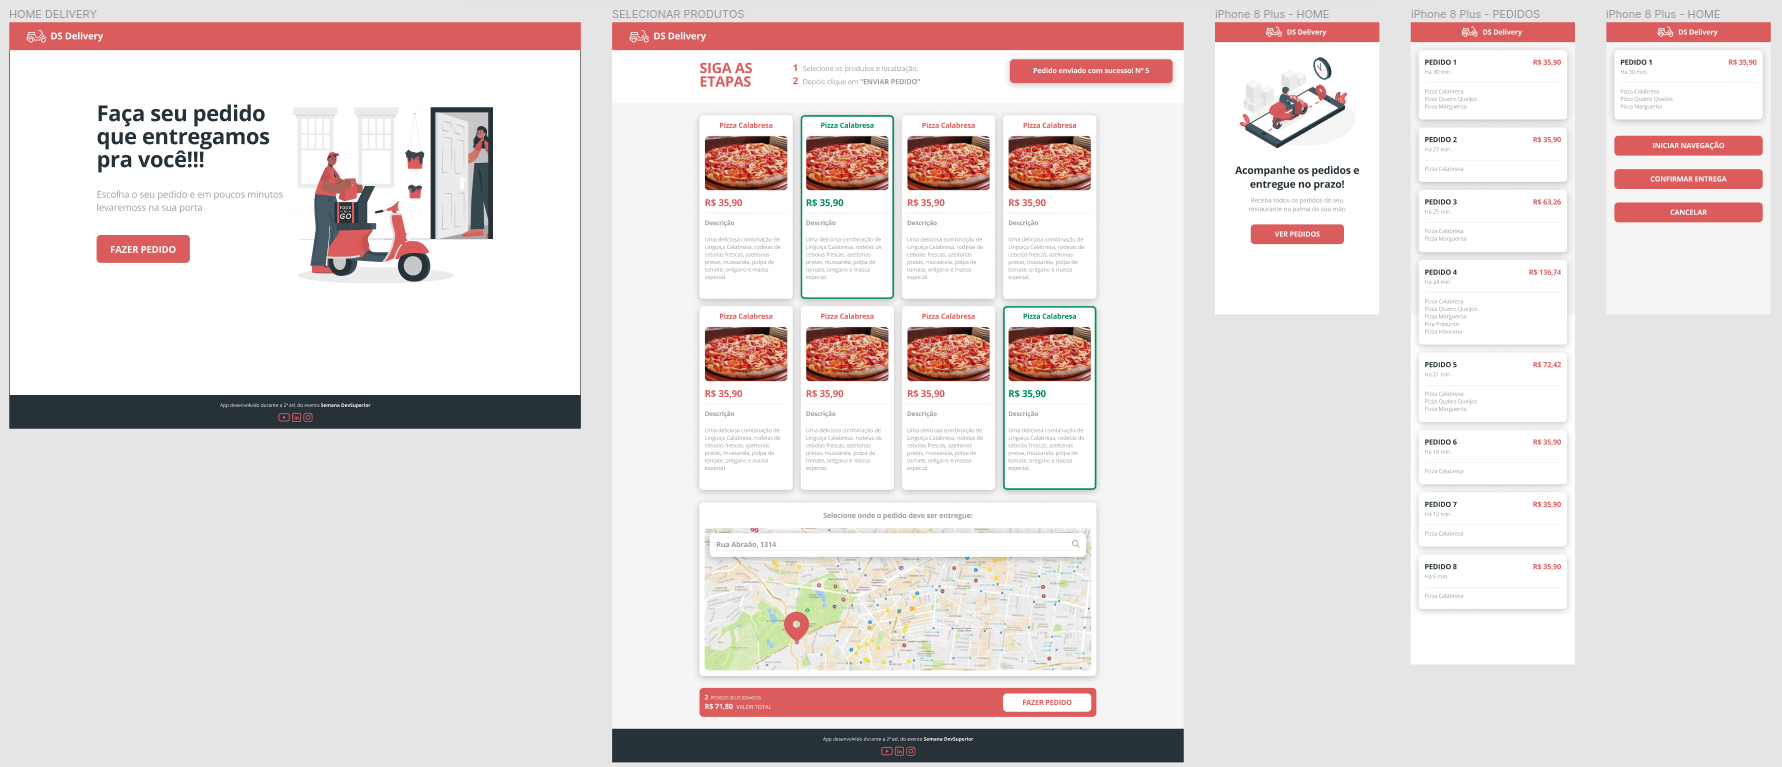 HOME DELIVERY
DS Delivery
Faça seu pedido
que entregamos
pra você!!!
Escolha o seu pedido e em poucos minutos
levaremoss na sua porta
FAZER PEDIDO
FOOD
GO
App desenvolvido durante a 2ª ed. do evento Semana DevSuperior
SELECIONAR PRODUTOS
DS Delivery
SIGA AS
ETAPAS
1 Selecione os produtos e localização.
2 Depois clique em "ENVIAR PEDIDO"
Pedido enviado com sucesso! Nº 5
Pizza Calabresa
R$ 35,90
Descrição
Uma deliciosa combinação de
Linguiça Calabresa, rodelas de
cebolas frescas, azeitonas
pretas, mussarela, polpa de
tomate, orégano e massa
especial.
Pizza Calabresa
R$ 35,90
Descrição
Uma deliciosa combinação de
Linguiça Calabresa, rodelas de
cebolas frescas, azeitonas
pretas, mussarela, polpa de
tomate, orégano e massa
especial.
Pizza Calabresa
R$ 35,90
Descrição
Uma deliciosa combinação de
Linguiça Calabresa, rodelas de
cebolas frescas, azeitonas
pretas, mussarela, polpa de
tomate, orégano e massa
especial.
Pizza Calabresa
R$ 35,90
Descrição
Uma deliciosa combinação de
Linguiça Calabresa, rodelas de
cebolas frescas, azeitonas
pretas, mussarela, polpa de
tomate, orégano e massa
especial.
Pizza Calabresa
R$ 35,90
Descrição
Uma deliciosa combinação de
Linguiça Calabresa, rodelas de
cebolas frescas, azeitonas
pretas, mussarela, polpa de
tomate, orégano e massa
especial.
Pizza Calabresa
R$ 35,90
Descrição
Uma deliciosa combinação de
Linguiça Calabresa, rodelas de
cebolas frescas, azeitonas
pretas, mussarela, polpa de
tomate, orégano e massa
especial.
Pizza Calabresa
R$ 35,90
Descrição
Uma deliciosa combinação de
Linguiça Calabresa, rodelas de
cebolas frescas, azeitonas
pretas, mussarela, polpa de
tomate, orégano e massa
especial.
Pizza Calabresa
R$ 35,90
Descrição
Uma deliciosa combinação de
Linguiça Calabresa, rodelas de
cebolas frescas, azeitonas
pretas, mussarela, polpa de
tomate, orégano e massa
especial.
Selecione onde o pedido deve ser entregue:
Rua Abraão, 1314
2 PEDIDOS SELECIONADOS
R$ 71,80 VALOR TOTAL
FAZER PEDIDO
App desenvolvido durante a 2ª ed. do evento Semana DevSuperior
iPhone 8 Plus - HOME
DS Delivery
Acompanhe os pedidos e
entregue no prazo!
Receba todos os pedidos do seu
restaurante na palma da sua mão
VER PEDIDOS
iPhone 8 Plus - PEDIDOS
DS Delivery
PEDIDO 1 R$ 35,90
Há 30 min.
Pizza Calabresa
Pizza Quatro Queijos
Pizza Marguerita
PEDIDO 2 R$ 35,90
Há 27 min.
Pizza Calabresa
PEDIDO 3 R$ 63,26
Há 25 min.
Pizza Calabresa
Pizza Marguerita
PEDIDO 4 R$ 136,74
Há 24 min.
Pizza Calabresa
Pizza Quatro Queijos
Pizza Marguerita
Piza Presunto
Pizza Havaiana
PEDIDO 5 R$ 72,42
Há 21 min.
Pizza Calabresa
Pizza Quatro Queijos
Pizza Marguerita
PEDIDO 6 R$ 35,90
Há 18 min.
Pizza Calabresa
PEDIDO 7 R$ 35,90
Há 12 min.
Pizza Calabresa
PEDIDO 8 R$ 35,90
Há 6 min.
Pizza Calabresa
iPhone 8 Plus - HOME
DS Delivery
PEDIDO 1 R$ 35,90
Há 30 min.
Pizza Calabresa
Pizza Quatro Queijos
Pizza Marguerita
INICIAR NAVEGAÇÃO
CONFIRMAR ENTREGA
CANCELAR